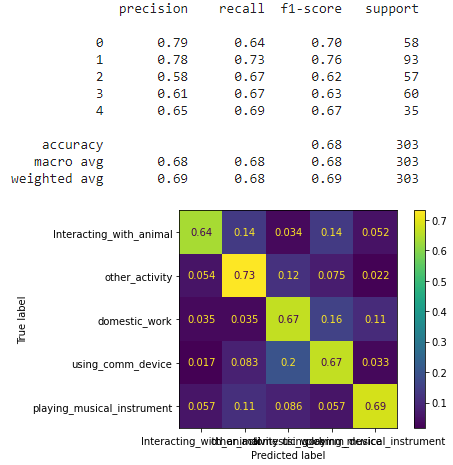 precision recall f1-score support
0 0.79 0.64 0.70 58
1 0.78 0.73 0.76 93
2 0.58 0.67 0.62 57
3 0.61 0.67 0.63 60
4 0.65 0.69 0.67 35
accuracy 0.68 303
macro avg 0.68 0.68 0.68 303
weighted avg 0.69 0.68 0.69 303
Interacting_with_animal 0.64 0.14 0.034 0.14 0.052
other_activity 0.054 0.73 0.12 0.075 0.022
domestic_work 0.035 0.035 0.67 0.16 0.11
using_comm_device 0.017 0.083 0.2 0.67 0.033
playing_musical_instrument 0.057 0.11 0.086 0.057 0.69
True label
Predicted label
0.7
0.6
0.5
0.4
0.3
0.2
0.1